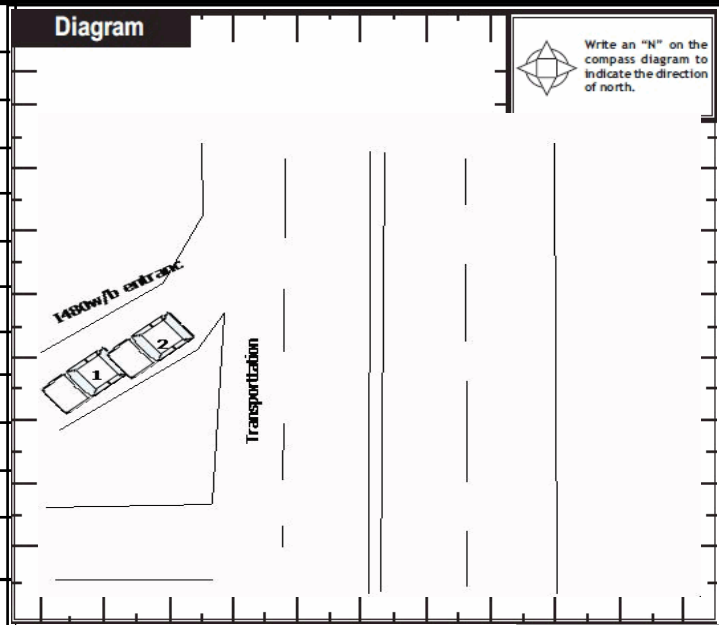 Diagram
Write an “N” on the
compass diagram to
indicate the direction
of north.
I480w/b entranc
1
2
Transportation